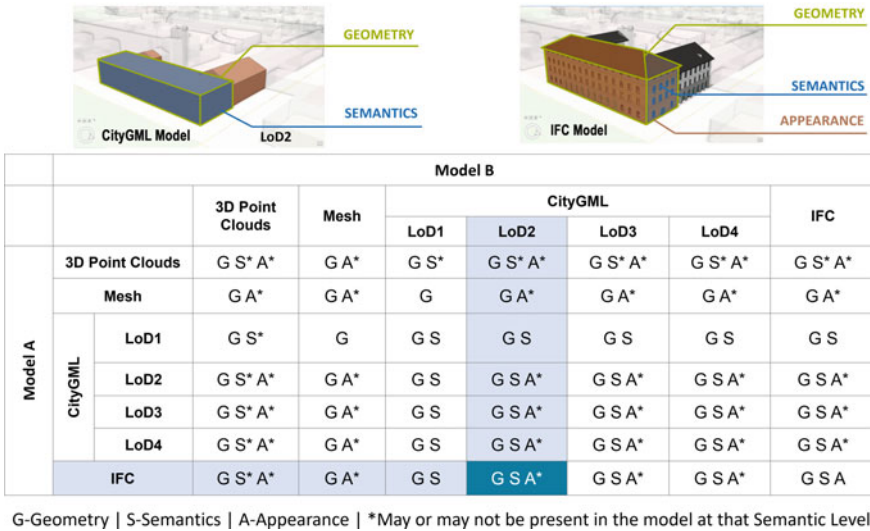 GEOMETRY
SEMANTICS
CityGML Model
LoD2
GEOMETRY
SEMANTICS
APPEARANCE
IFC Model
Model B
3D Point Clouds Mesh CityGML IFC
LoD1 LoD2 LoD3 LoD4
Model A
3D Point Clouds G S* A* G A* G S* G S* A* G S* A* G S* A* G S* A*
Mesh G A* G A* G G A* G A* G A* G A*
CityGML
LoD1 G S* G G S G S G S G S G S
LoD2 G S* A* G A* G S G S A* G S A* G S A* G S A*
LoD3 G S* A* G A* G S G S A* G S A* G S A* G S A*
LoD4 G S* A* G A* G S G S A* G S A* G S A* G S A*
IFC G S* A* G A* G S G S A* G S A* G S A* G S A
G-Geometry | S-Semantics | A-Appearance | *May or may not be present in the model at that Semantic Level